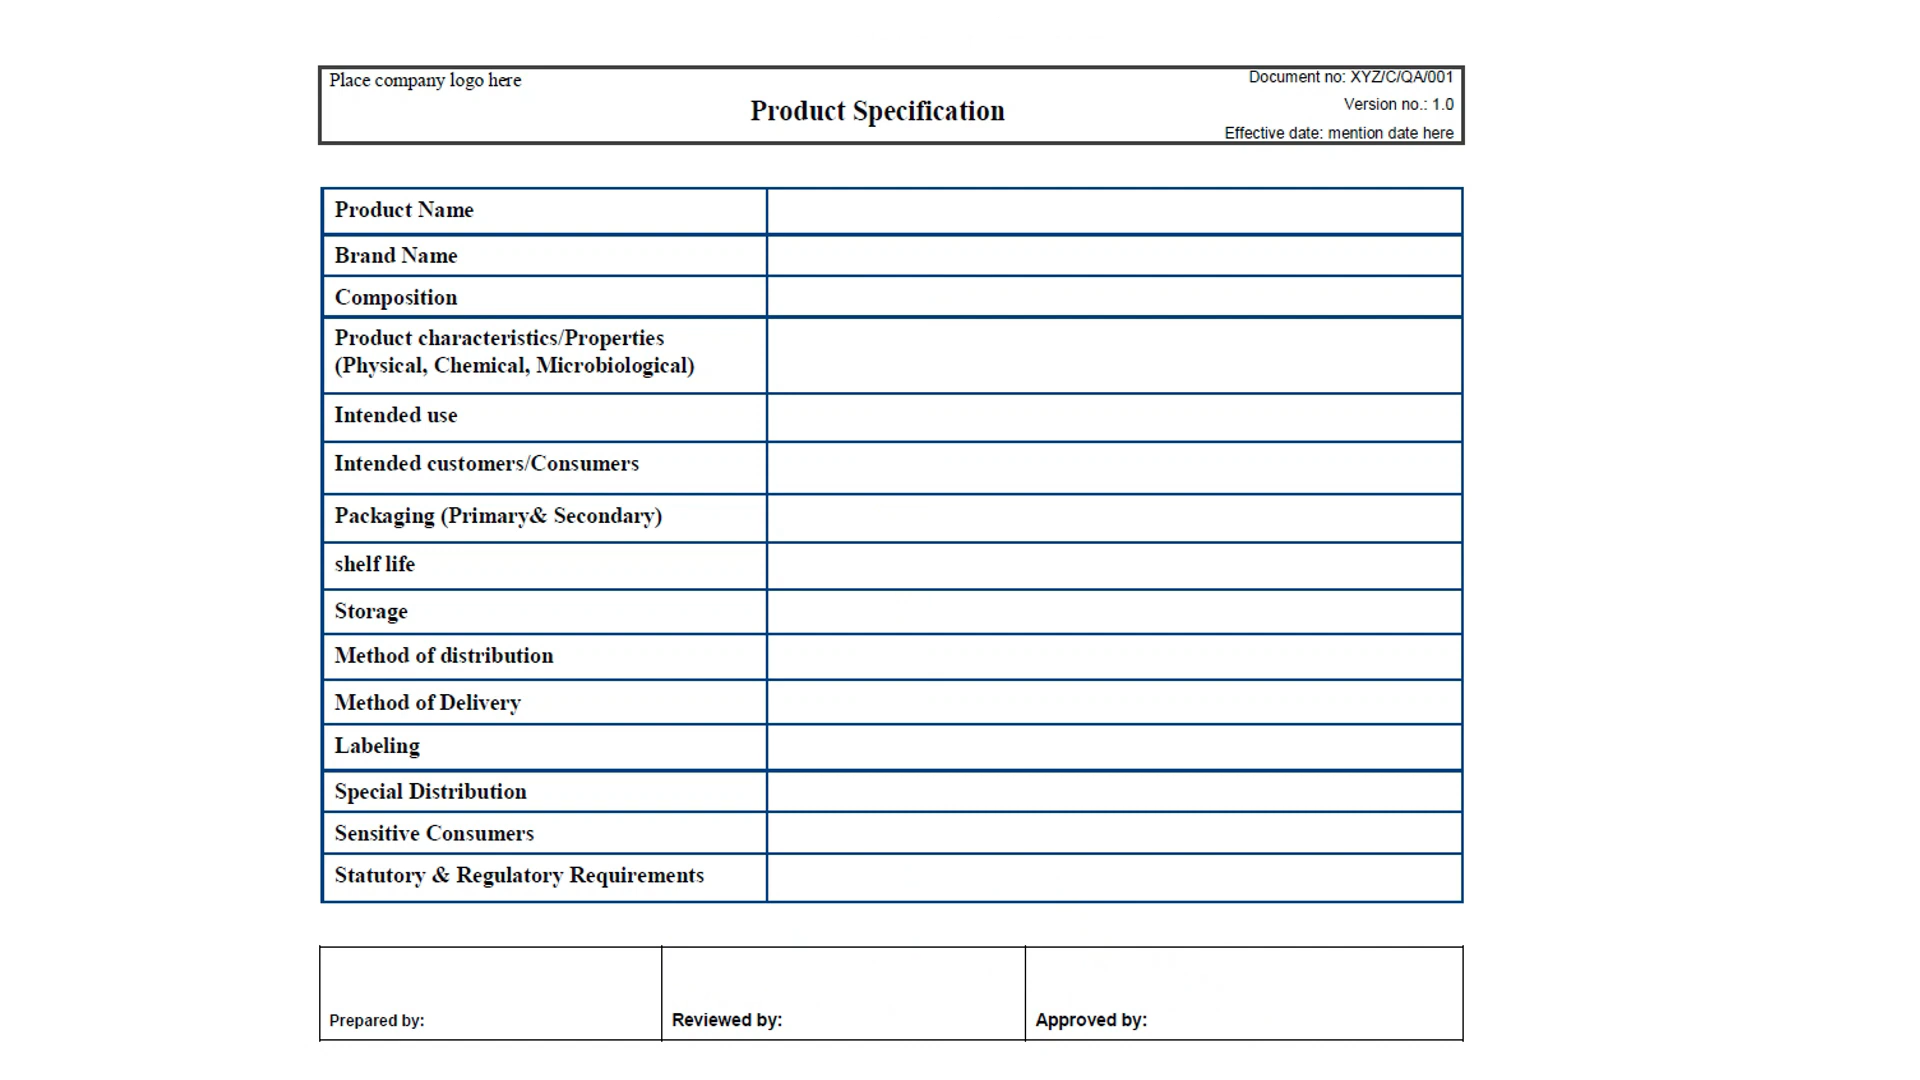 Place company logo here
Product Specification
Document no: XYZ/C/QA/001
Version no.: 1.0
Effective date: mention date here
Product Name
Brand Name
Composition
Product characteristics/Properties
(Physical, Chemical, Microbiological)
Intended use
Intended customers/Consumers
Packaging (Primary& Secondary)
shelf life
Storage
Method of distribution
Method of Delivery
Labeling
Special Distribution
Sensitive Consumers
Statutory & Regulatory Requirements
Prepared by:
Reviewed by:
Approved by: